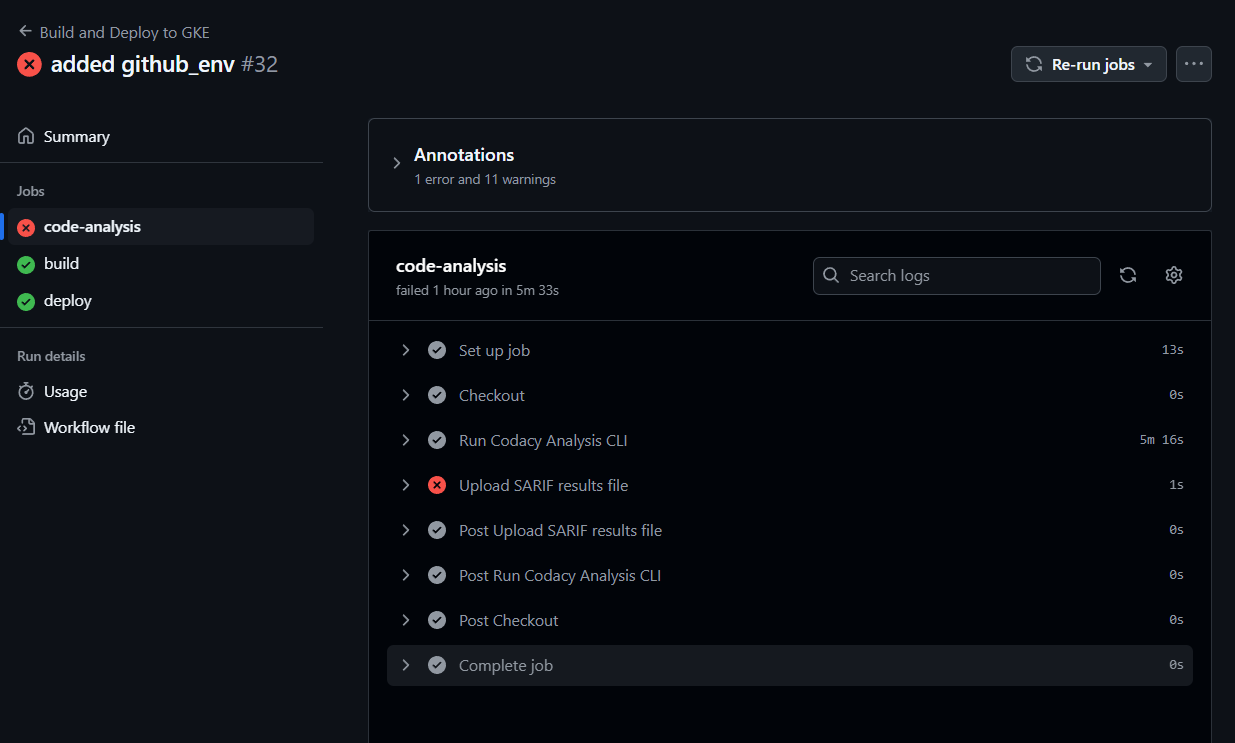 Build and Deploy to GKE
added github_env #32
Re-run jobs
Summary
Jobs
code-analysis
build
deploy
Run details
Usage
Workflow file
Annotations
1 error and 11 warnings
code-analysis
failed 1 hour ago in 5m 33s
Search logs
Set up job 13s
Checkout 0s
Run Codacy Analysis CLI 5m 16s
Upload SARIF results file 1s
Post Upload SARIF results file 0s
Post Run Codacy Analysis CLI 0s
Post Checkout 0s
Complete job 0s